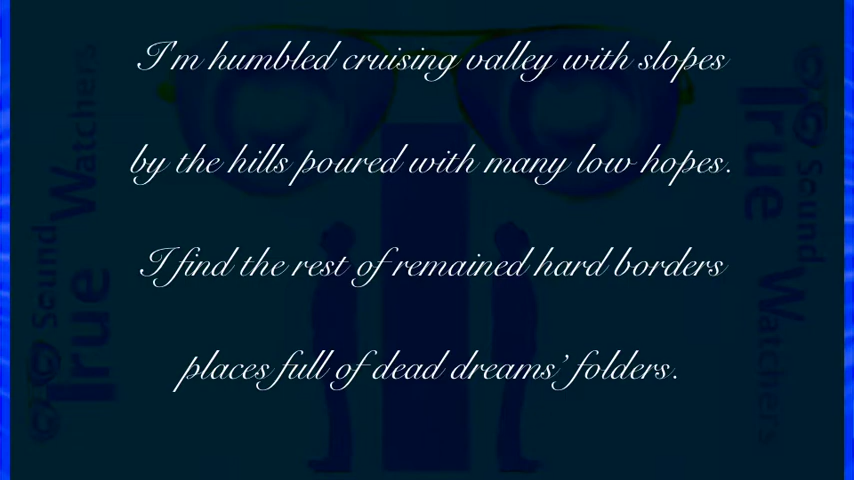 I'm humbled cruising valley with slopes
by the hills poured with many low hopes.
I find the rest of remained hard borders
places full of dead dreams’ folders.
True Sound Watchers
True Sound Watchers